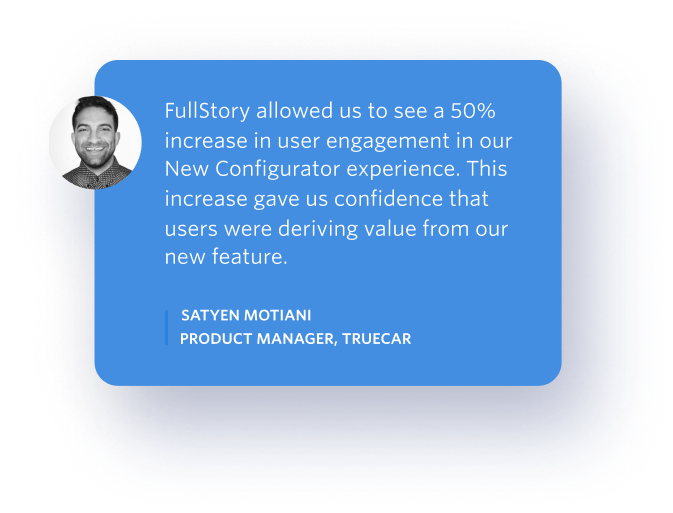 FullStory allowed us to see a 50%
increase in user engagement in our
New Configurator experience. This
increase gave us confidence that
users were deriving value from our
new feature.
SATYEN MOTIANI
PRODUCT MANAGER, TRUECAR